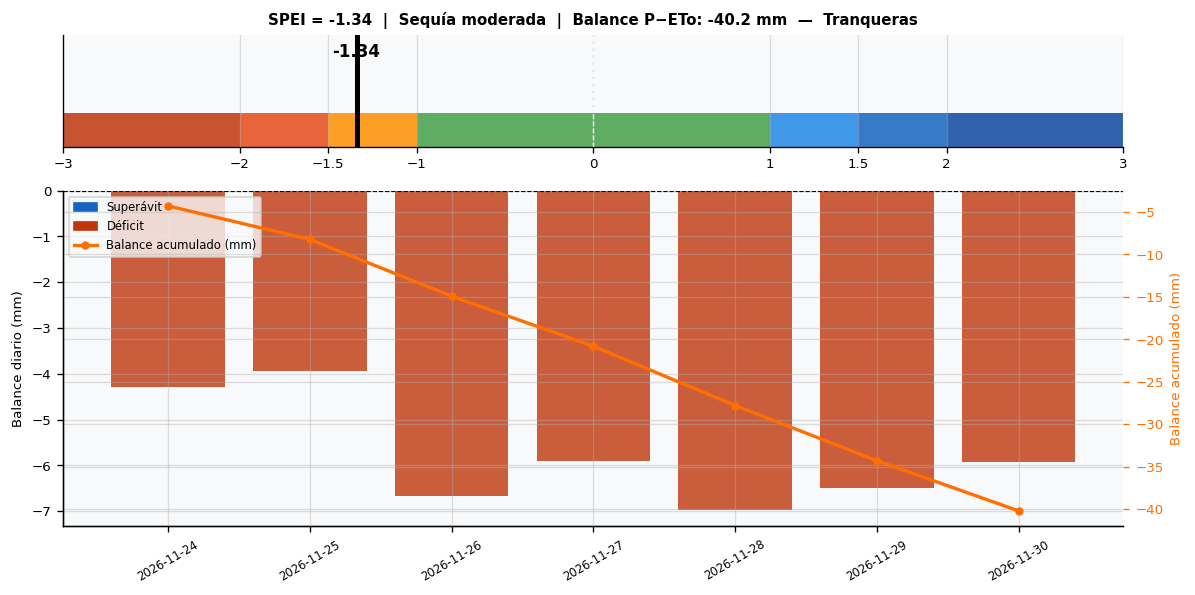 SPEI = -1.34 | Sequía moderada | Balance P−ETo: -40.2 mm — Tranqueras
-1.34
−3 −2 −1.5 −1 0 1 1.5 2 3
Balance diario (mm)
0
−1
−2
−3
−4
−5
−6
−7
Superávit
Déficit
Balance acumulado (mm)
−5
−10
−15
−20
−25
−30
−35
−40
Balance acumulado (mm)
2026-11-24 2026-11-25 2026-11-26 2026-11-27 2026-11-28 2026-11-29 2026-11-30